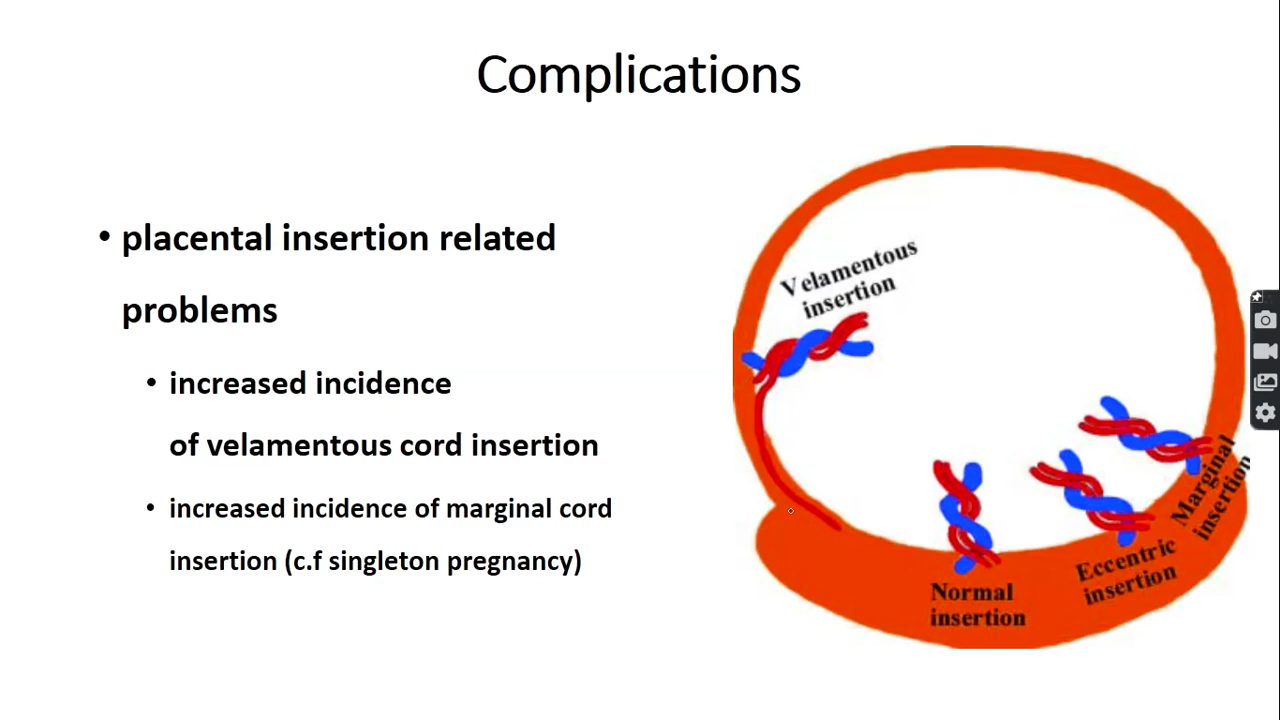 Complications
• placental insertion related
problems
• increased incidence
of velamentous cord insertion
• increased incidence of marginal cord
insertion (c.f singleton pregnancy)
Velamentous
insertion
Normal
insertion
Eccentric
insertion
Marginal
insertion